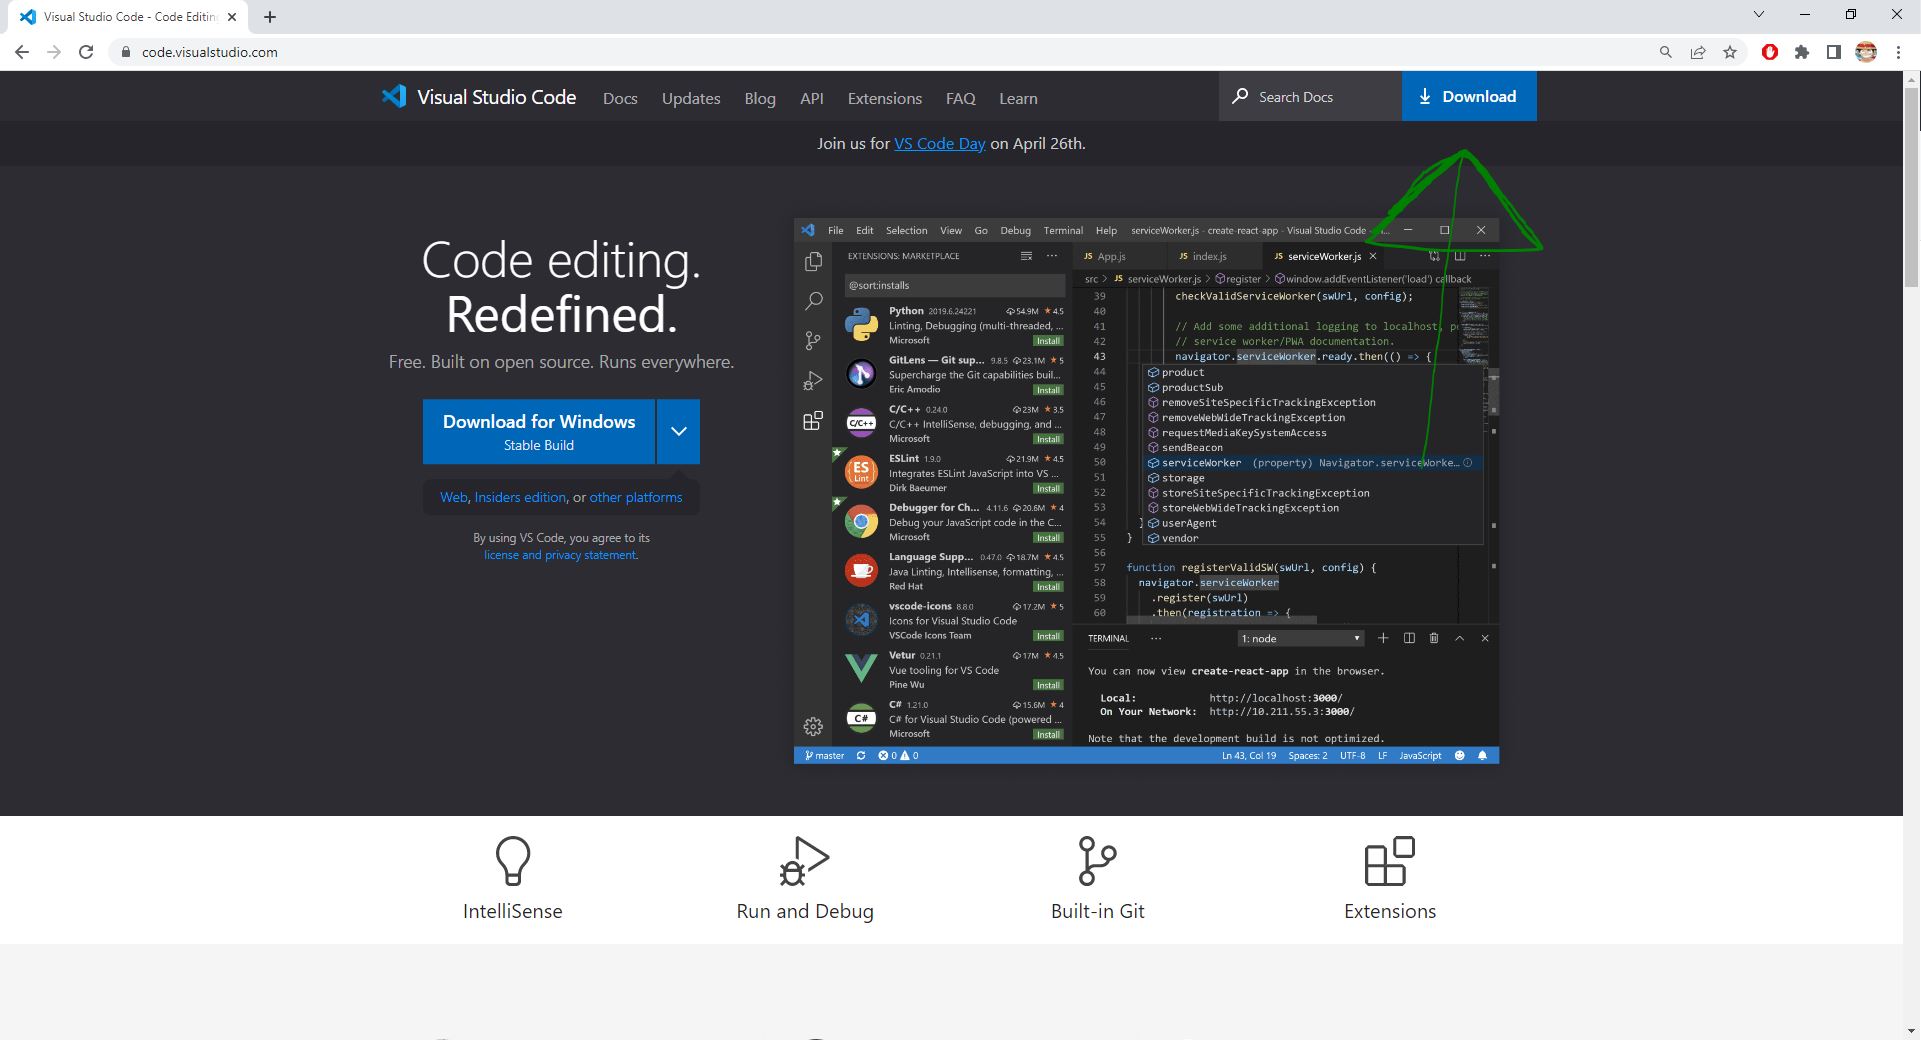 Visual Studio Code - Code Editin
code.visualstudio.com
Visual Studio Code Docs Updates Blog API Extensions FAQ Learn Search Docs Download
Join us for VS Code Day on April 26th.
Code editing.
Redefined.
Free. Built on open source. Runs everywhere.
Download for Windows
Stable Build
Web, Insiders edition, or other platforms
By using VS Code, you agree to its
license and privacy statement.
File Edit Selection View Go Debug Terminal Help serviceWorker.js - create-react-app - Visual Studio Code - ...
EXTENSIONS: MARKETPLACE
@sort:installs
Python 2019.6.24221 54.9M ★ 4.5
Linting, Debugging (multi-threaded, ...
Microsoft Install
GitLens — Git sup... 9.8.5 23.1M ★ 5
Supercharge the Git capabilities buil...
Eric Amodio Install
C/C++ 0.24.0 23M ★ 3.5
C/C++
C/C++ IntelliSense, debugging, and ...
Microsoft Install
ESLint 1.9.0 21.9M ★ 4.5
ES
Lint
Integrates ESLint JavaScript into VS ...
Dirk Baeumer Install
Debugger for Ch... 4.11.6 20.6M ★ 4
Debug your JavaScript code in the C...
Microsoft Install
Language Supp... 0.47.0 18.7M ★ 4.5
Java Linting, Intellisense, formatting, ...
Red Hat Install
vscode-icons 8.8.0 17.2M ★ 5
Icons for Visual Studio Code
VSCode Icons Team Install
Vetur 0.21.1 17M ★ 4.5
Vue tooling for VS Code
Pine Wu Install
C# 1.21.0 15.6M ★ 4
C#
C# for Visual Studio Code (powered ...
Microsoft Install
JS App.js JS index.js JS serviceWorker.js
src > JS serviceWorker.js > register > window.addEventListener('load') callback
39 checkValidServiceWorker(swUrl, config);
40
41 // Add some additional logging to localhost, p
42 // service worker/PWA documentation.
43 navigator.serviceWorker.ready.then(() => {
44 product
45 productSub
46 removeSiteSpecificTrackingException
47 removeWebWideTrackingException
48 requestMediaKeySystemAccess
49 sendBeacon
50 serviceWorker (property) Navigator.serviceWorke...
51 storage
52 storeSiteSpecificTrackingException
53 storeWebWideTrackingException
54 } userAgent
55 } vendor
56
57 function registerValidSW(swUrl, config) {
58 navigator.serviceWorker
59 .register(swUrl)
60 .then(registration => {
TERMINAL ... 1: node
You can now view create-react-app in the browser.
Local: http://localhost:3000/
On Your Network: http://10.211.55.3:3000/
Note that the development build is not optimized.
master 0 0 Ln 43, Col 19 Spaces: 2 UTF-8 LF JavaScript
IntelliSense
Run and Debug
Built-in Git
Extensions